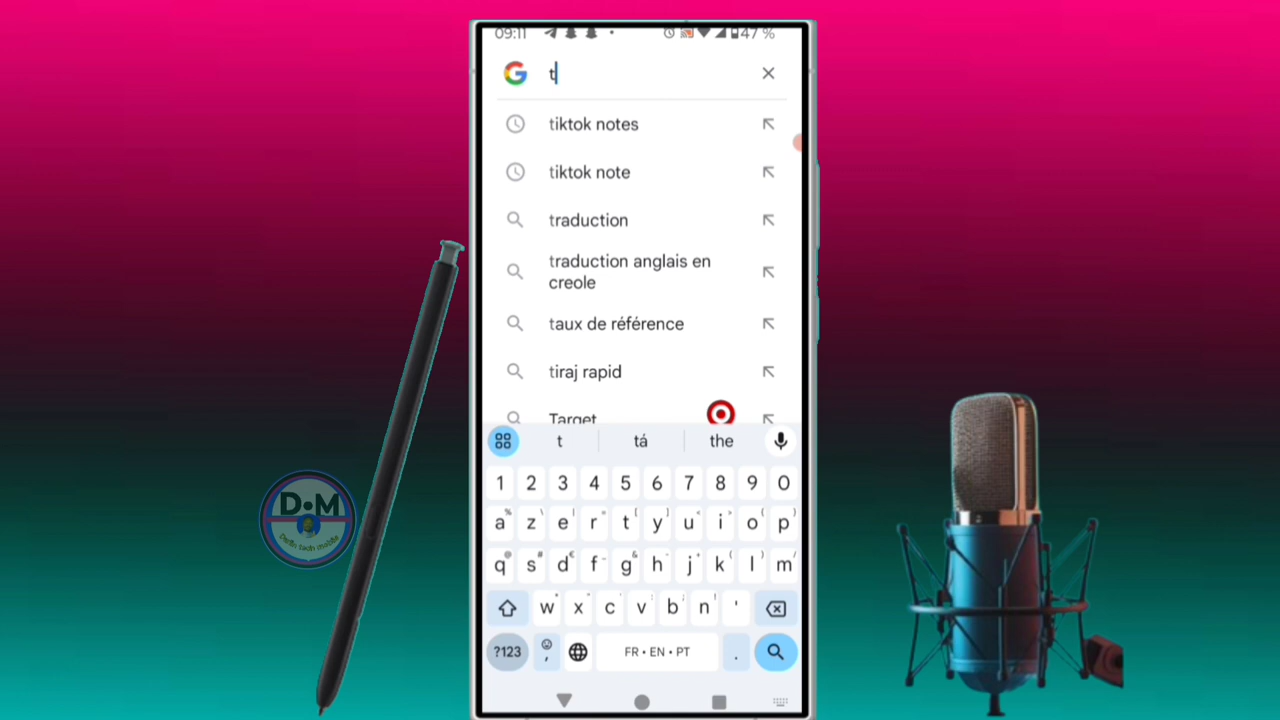 09:11 47 %
t
tiktok notes
tiktok note
traduction
traduction anglais en
creole
taux de référence
tiraj rapid
Target
t tá the
1 2 3 4 5 6 7 8 9 0
a z e r t y u i o p
q s d f g h j k l m
w x c v b n '
?123 , FR • EN • PT .
D•M